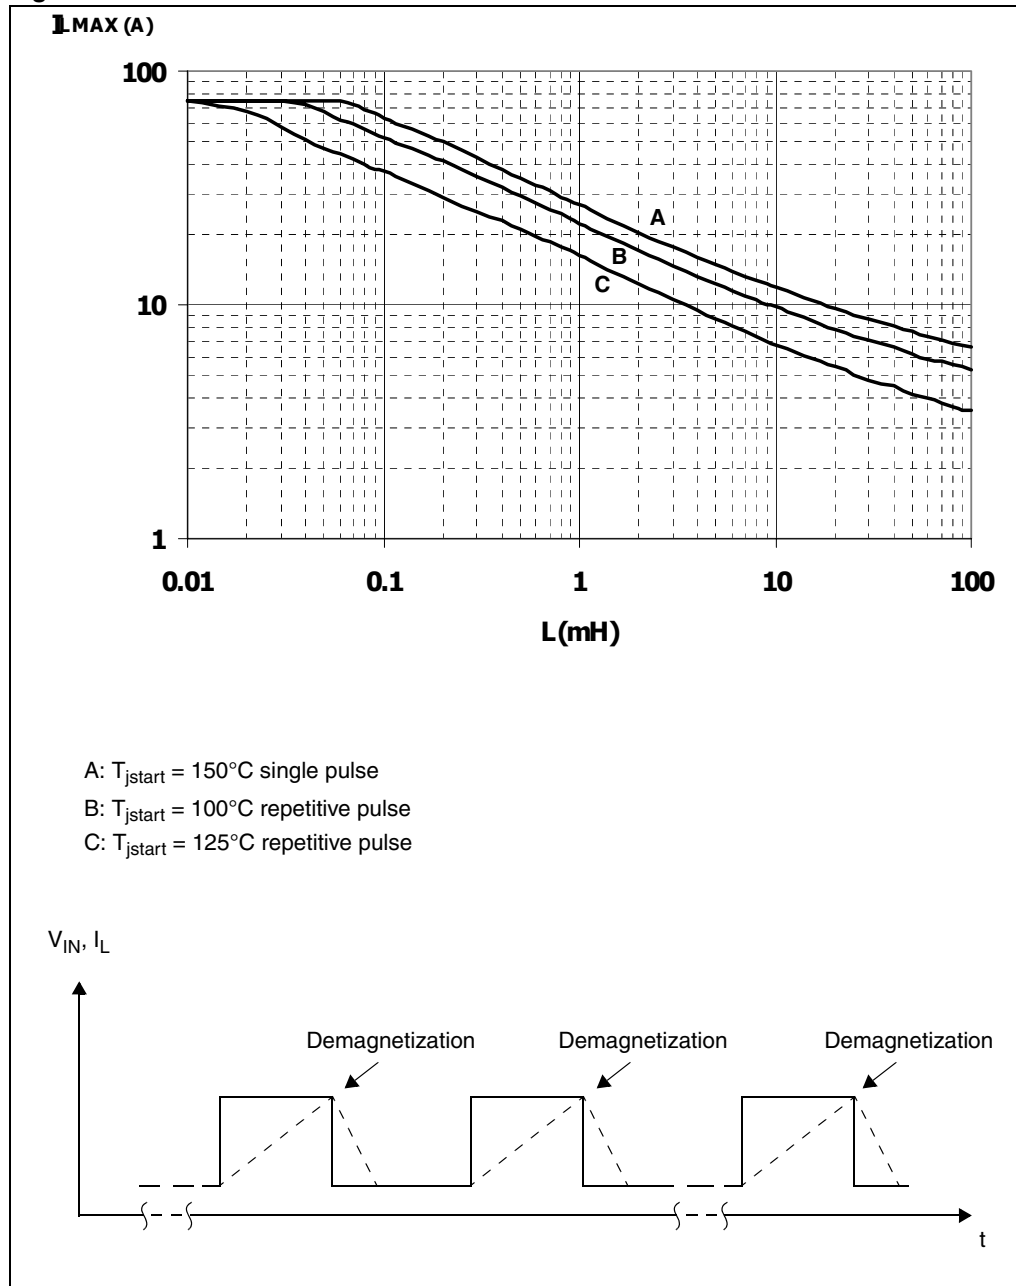 ILMAX (A)
100
10
1
A
B
C
0.01 0.1 1 10 100
L(mH)
A: Tjstart = 150°C single pulse
B: Tjstart = 100°C repetitive pulse
C: Tjstart = 125°C repetitive pulse
VIN, IL
Demagnetization Demagnetization Demagnetization
t